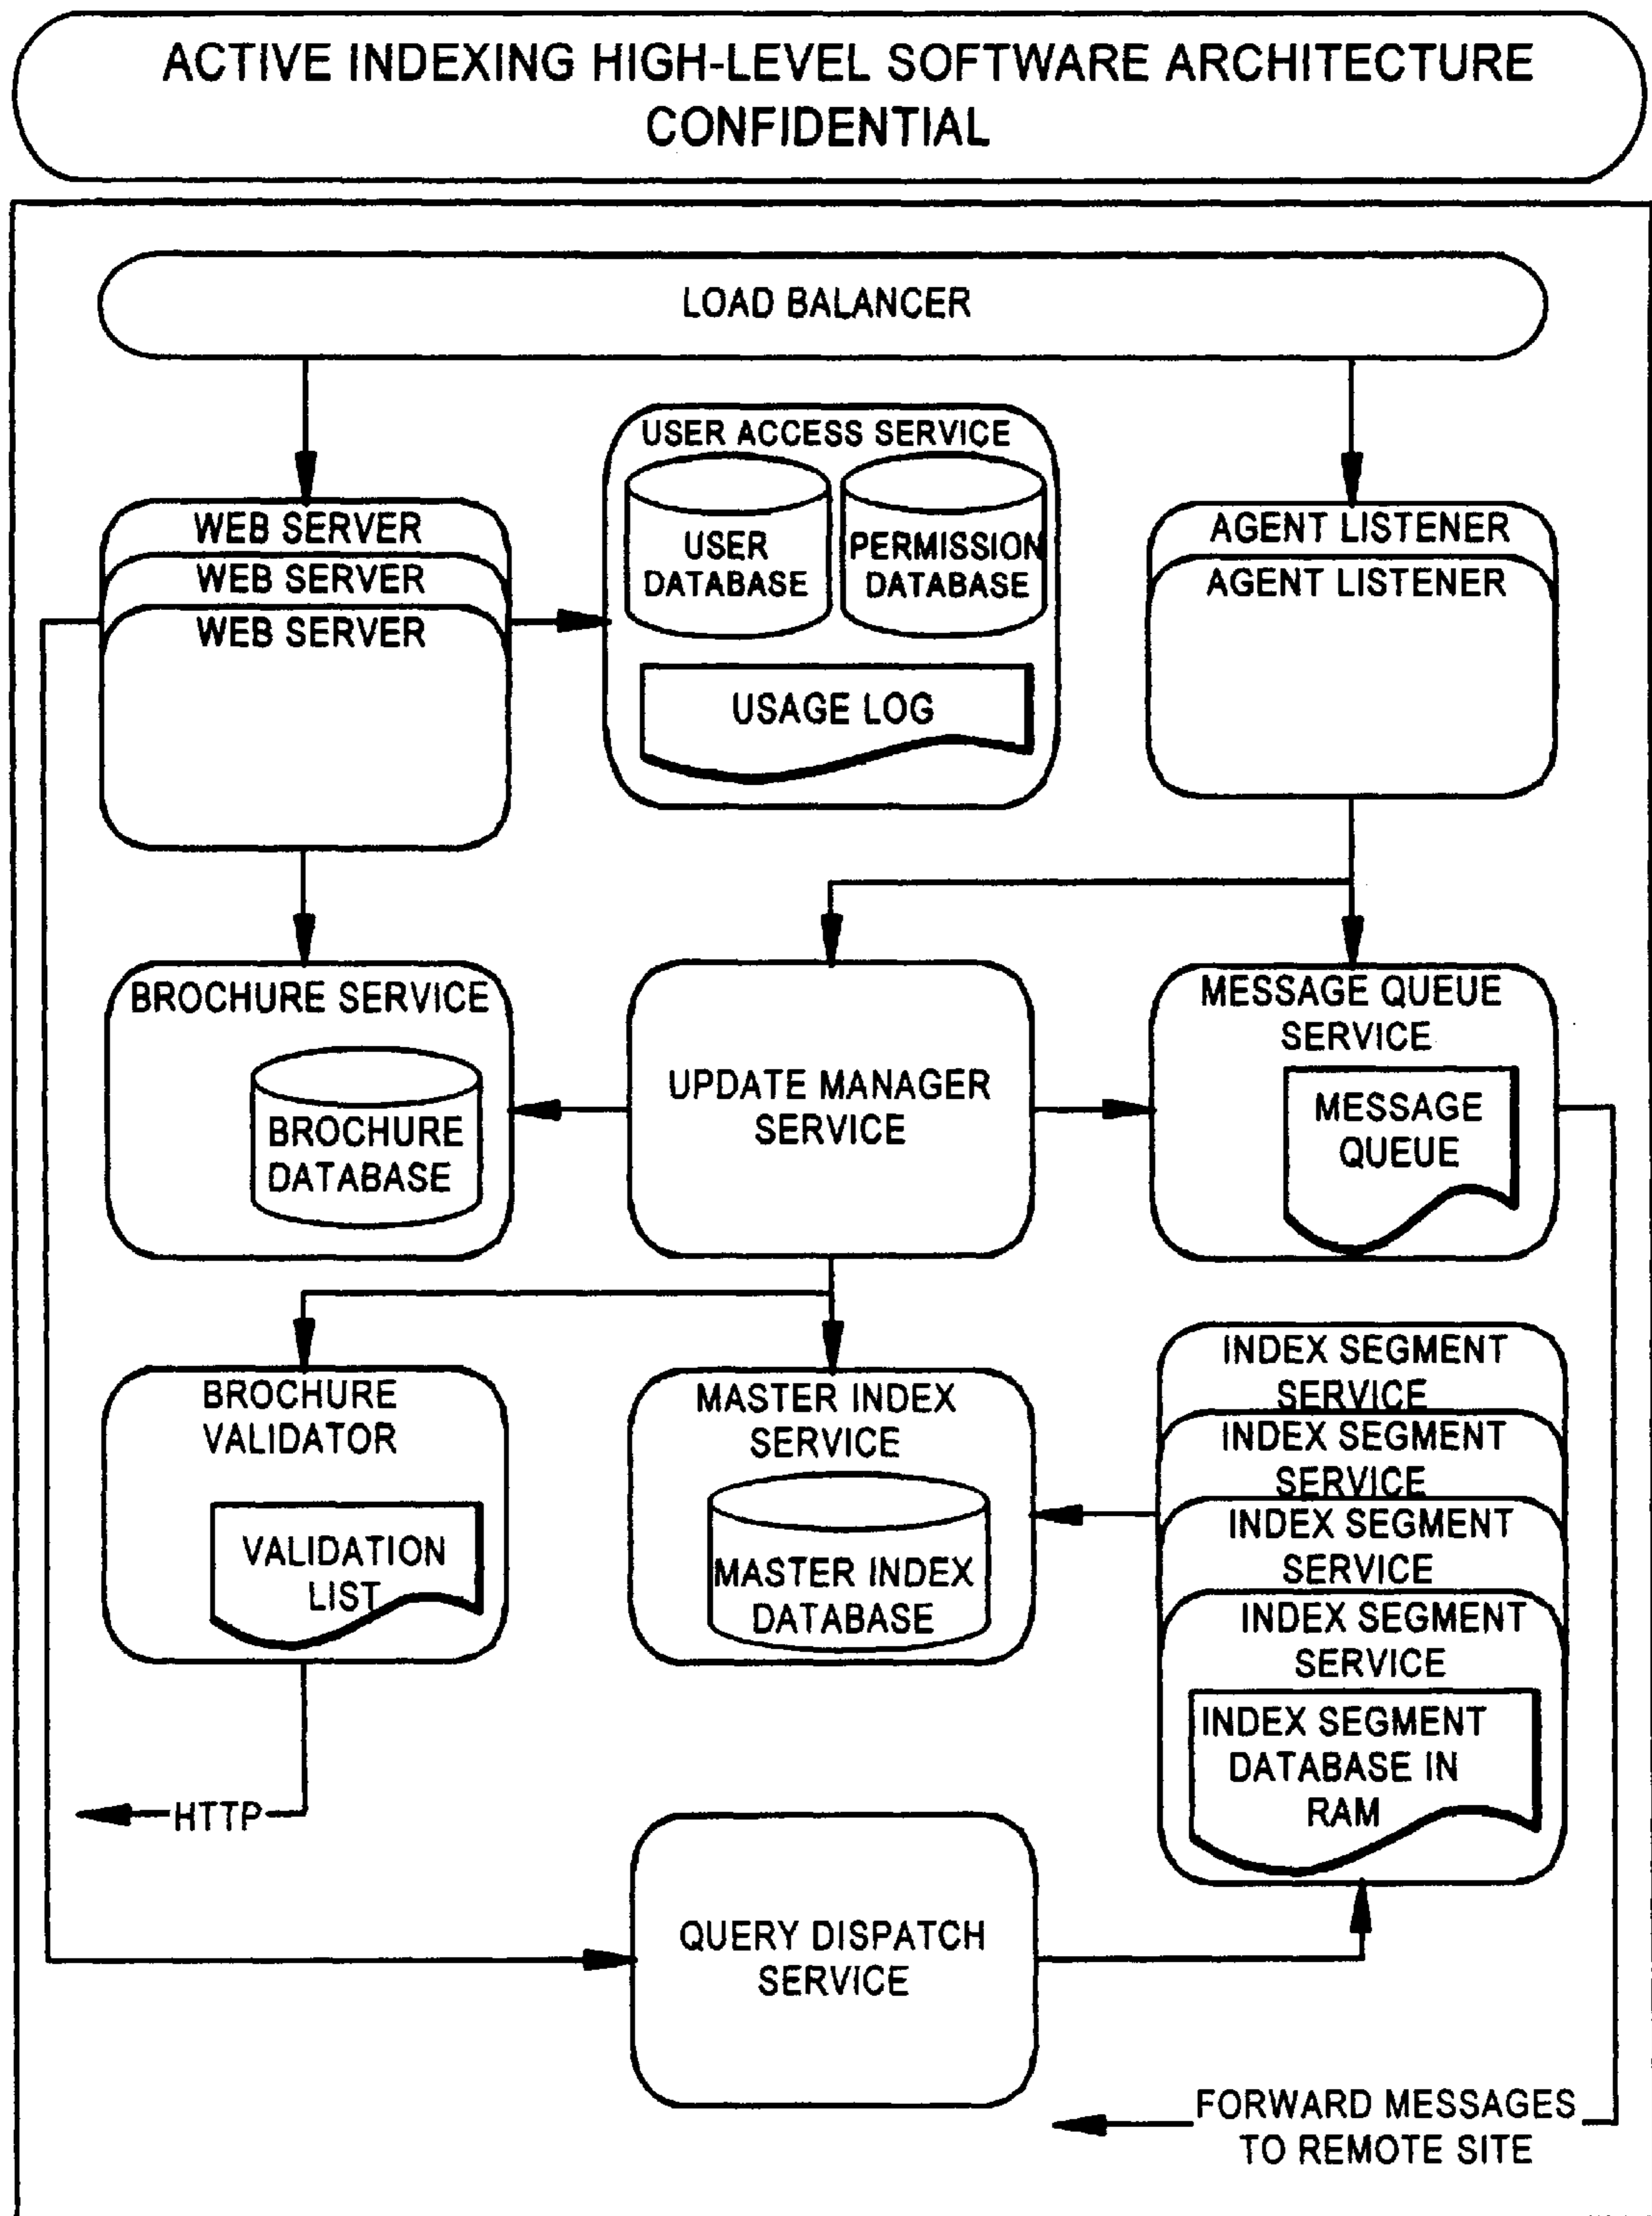 ACTIVE INDEXING HIGH-LEVEL SOFTWARE ARCHITECTURE
CONFIDENTIAL
LOAD BALANCER
USER ACCESS SERVICE
USER
DATABASE
PERMISSION
DATABASE
USAGE LOG
WEB SERVER
WEB SERVER
WEB SERVER
AGENT LISTENER
AGENT LISTENER
BROCHURE SERVICE
BROCHURE
DATABASE
UPDATE MANAGER
SERVICE
MESSAGE QUEUE
SERVICE
MESSAGE
QUEUE
BROCHURE
VALIDATOR
VALIDATION
LIST
MASTER INDEX
SERVICE
MASTER INDEX
DATABASE
INDEX SEGMENT
SERVICE
INDEX SEGMENT
SERVICE
INDEX SEGMENT
SERVICE
INDEX SEGMENT
SERVICE
INDEX SEGMENT
DATABASE IN
RAM
HTTP
QUERY DISPATCH
SERVICE
FORWARD MESSAGES
TO REMOTE SITE